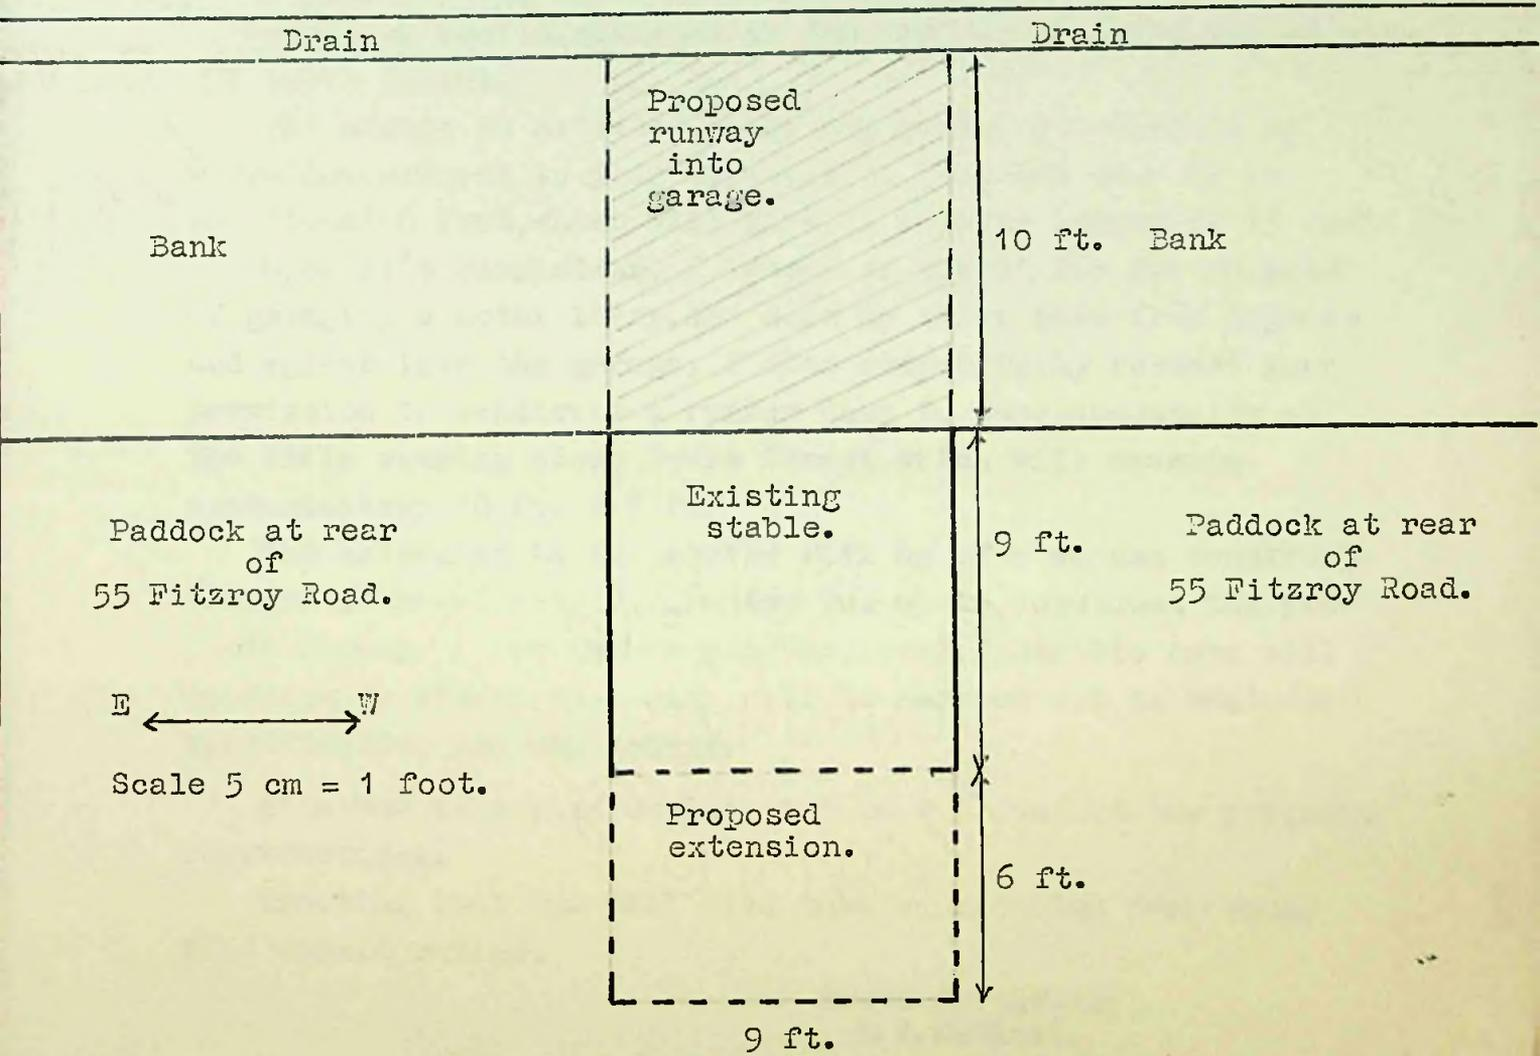 Drain
Drain
Proposed
runway
into
garage.
Bank
10 ft.
Bank
Existing
stable.
9 ft.
Paddock at rear
of
55 Fitzroy Road.
Paddock at rear
of
55 Fitzroy Road.
E
W
Scale 5 cm = 1 foot.
Proposed
extension.
6 ft.
9 ft.